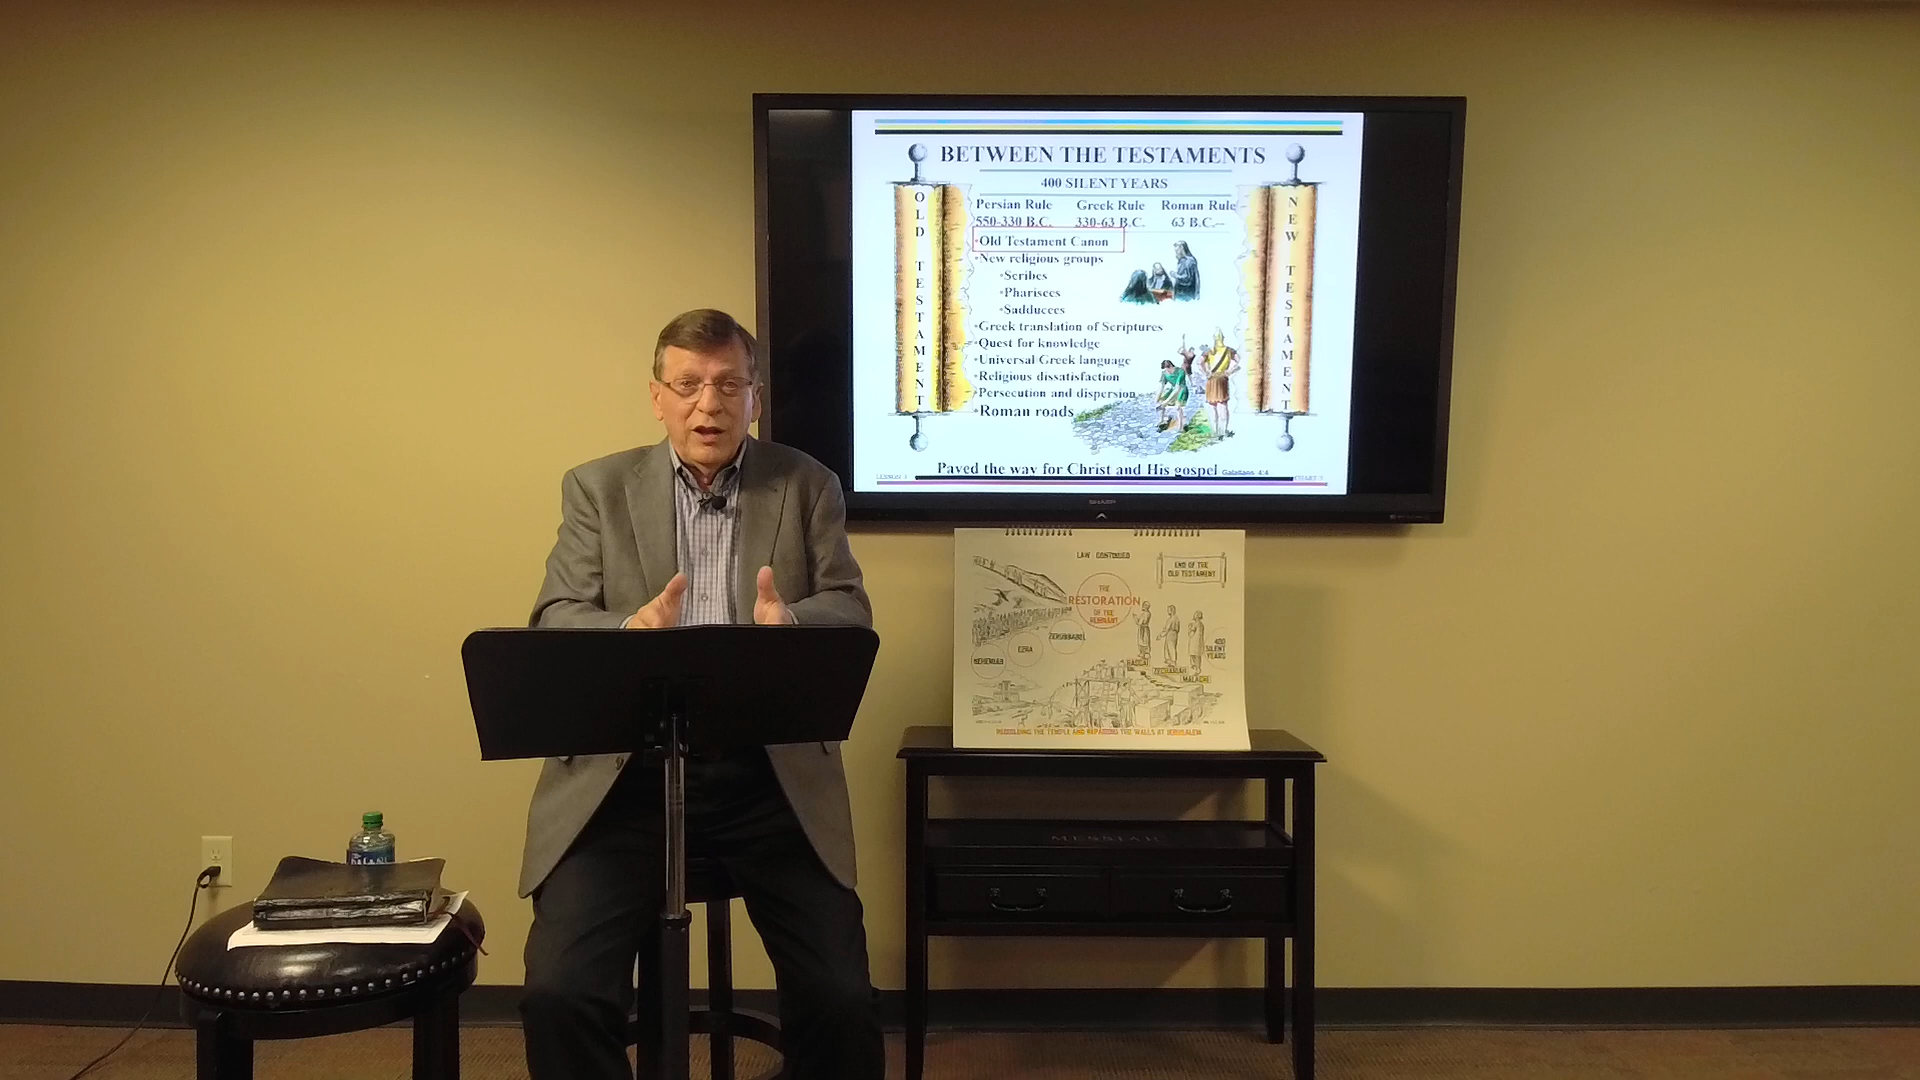 BETWEEN THE TESTAMENTS
400 SILENT YEARS
Persian Rule Greek Rule Roman Rule
550-330 B.C. 330-63 B.C. 63 B.C.--
•Old Testament Canon
•New religious groups
•Scribes
•Pharisees
•Sadducees
•Greek translation of Scriptures
•Quest for knowledge
•Universal Greek language
•Religious dissatisfaction
•Persecution and dispersion
•Roman roads
OLD TESTAMENT
NEW TESTAMENT
Paved the way for Christ and His gospel Galatians 4:4
SHARP
LAW CONTINUED
END OF THE
OLD TESTAMENT
THE
RESTORATION
OF THE
REMNANT
ZERUBBABEL
EZRA
NEHEMIAH
400
SILENT
YEARS
HAGGAI
ZECHARIAH
MALACHI
REBUILDING THE TEMPLE AND REPAIRING THE WALLS AT JERUSALEM
MESSIAH
DASANI